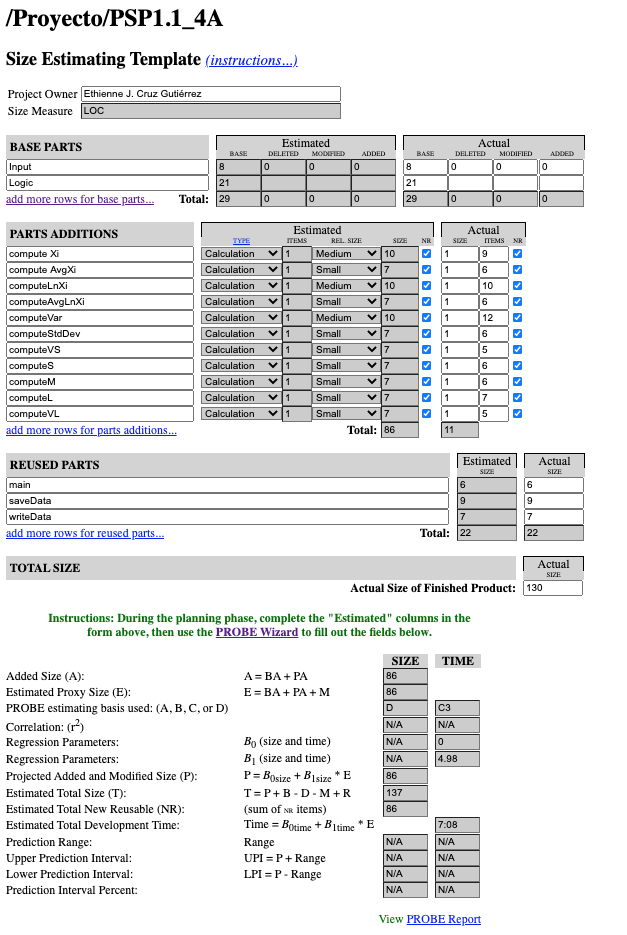 /Proyecto/PSP1.1_4A
Size Estimating Template (instructions...)
Project Owner Ethienne J. Cruz Gutiérrez
Size Measure LOC
BASE PARTS Estimated Actual
BASE DELETED MODIFIED ADDED BASE DELETED MODIFIED ADDED
Input 8 0 0 0 8 0 0 0
Logic 21 21
add more rows for base parts... Total: 29 0 0 0 29 0 0 0
PARTS ADDITIONS Estimated Actual
TYPE ITEMS REL. SIZE SIZE NR SIZE ITEMS NR
compute Xi Calculation 1 Medium 10 1 9
compute AvgXi Calculation 1 Small 7 1 6
computeLnXi Calculation 1 Medium 10 1 10
computeAvgLnXi Calculation 1 Small 7 1 6
computeVar Calculation 1 Medium 10 1 12
computeStdDev Calculation 1 Small 7 1 6
computeVS Calculation 1 Small 7 1 5
computeS Calculation 1 Small 7 1 6
computeM Calculation 1 Small 7 1 6
computeL Calculation 1 Small 7 1 7
computeVL Calculation 1 Small 7 1 5
add more rows for parts additions... Total: 86 11
REUSED PARTS Estimated Actual
SIZE SIZE
main 6 6
saveData 9 9
writeData 7 7
add more rows for reused parts... Total: 22 22
TOTAL SIZE Actual
SIZE
Actual Size of Finished Product: 130
Instructions: During the planning phase, complete the "Estimated" columns in the
form above, then use the PROBE Wizard to fill out the fields below.
SIZE TIME
Added Size (A): A = BA + PA 86
Estimated Proxy Size (E): E = BA + PA + M 86
PROBE estimating basis used: (A, B, C, or D) D C3
Correlation: (r²) N/A N/A
Regression Parameters: B0 (size and time) N/A 0
Regression Parameters: B1 (size and time) N/A 4.98
Projected Added and Modified Size (P): P = B0size + B1size * E 86
Estimated Total Size (T): T = P + B - D - M + R 137
Estimated Total New Reusable (NR): (sum of NR items) 86
Estimated Total Development Time: Time = B0time + B1time * E 7:08
Prediction Range: Range N/A N/A
Upper Prediction Interval: UPI = P + Range N/A N/A
Lower Prediction Interval: LPI = P - Range N/A N/A
Prediction Interval Percent: N/A N/A
View PROBE Report